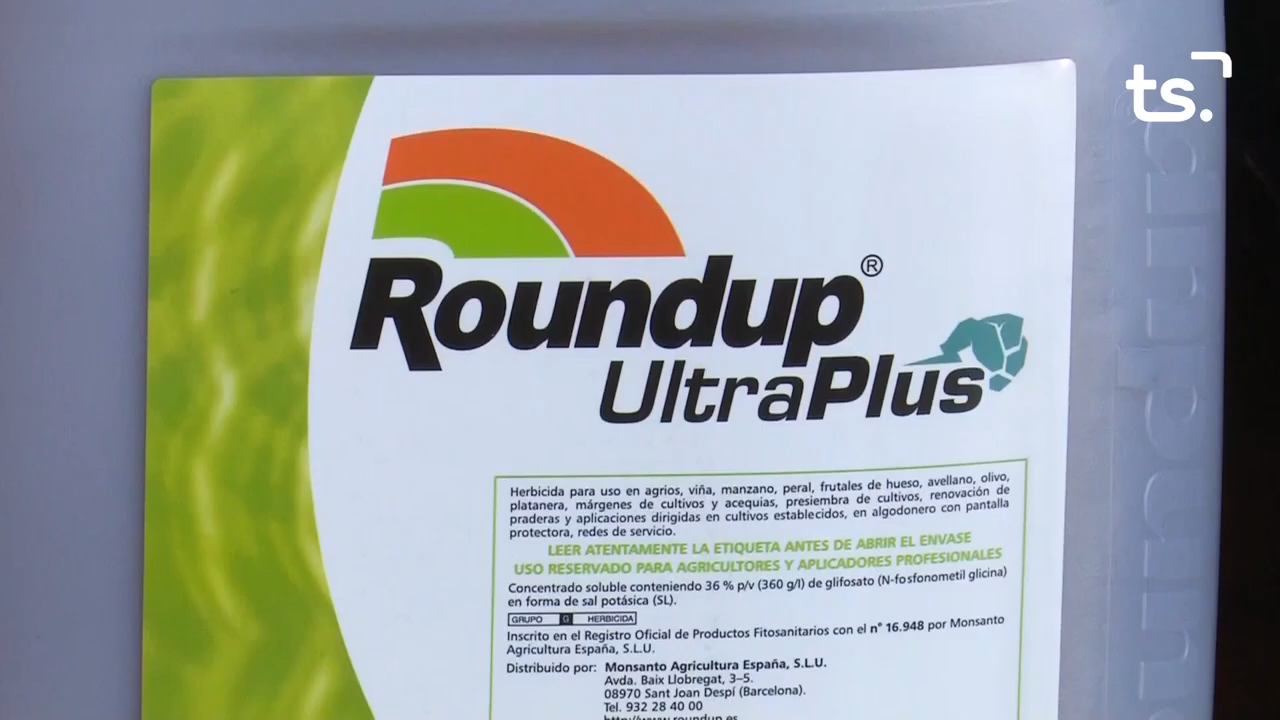 ts.
Roundup®
UltraPlus
Herbicida para uso en agrios, viña, manzano, peral, frutales de hueso, avellano, olivo,
platanera, márgenes de cultivos y acequias, presiembra de cultivos, renovación de
praderas y aplicaciones dirigidas en cultivos establecidos, en algodonero con pantalla
protectora, redes de servicio.
LEER ATENTAMENTE LA ETIQUETA ANTES DE ABRIR EL ENVASE
USO RESERVADO PARA AGRICULTORES Y APLICADORES PROFESIONALES
Concentrado soluble conteniendo 36 % p/v (360 g/l) de glifosato (N-fosfonometil glicina)
en forma de sal potásica (SL).
GRUPO G HERBICIDA
Inscrito en el Registro Oficial de Productos Fitosanitarios con el n° 16.948 por Monsanto
Agricultura España, S.L.U.
Distribuido por: Monsanto Agricultura España, S.L.U.
Avda. Baix Llobregat, 3-5.
08970 Sant Joan Despí (Barcelona).
Tel. 932 28 40 00
http://www.roundup.es